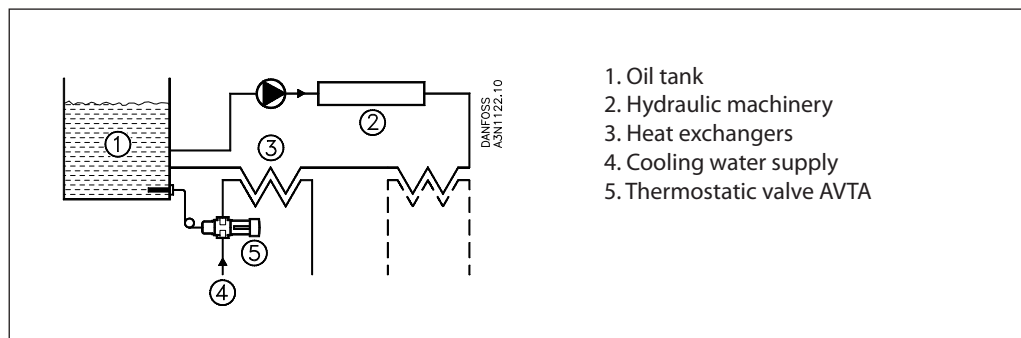 1
2
3
4
5
DANFOSS
A3N1122.10
1. Oil tank
2. Hydraulic machinery
3. Heat exchangers
4. Cooling water supply
5. Thermostatic valve AVTA